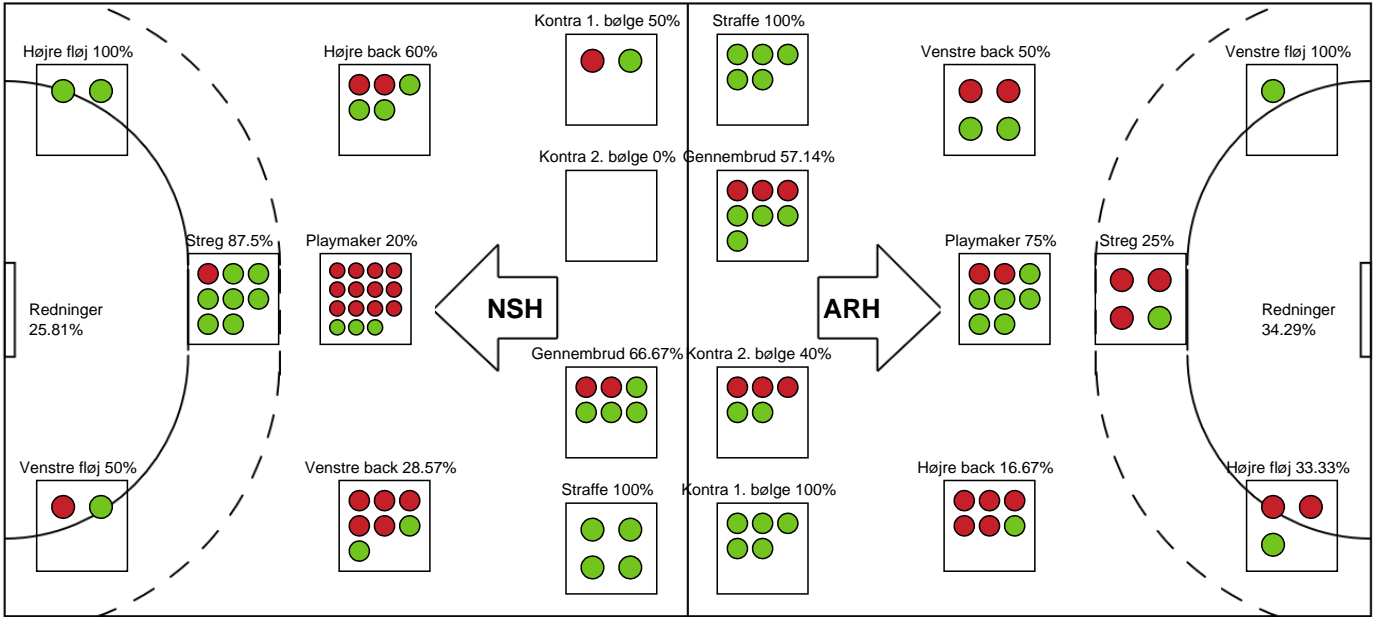 Kontra 1. bølge 50%
Straffe 100%
Højre fløj 100%
Højre back 60%
Venstre back 50%
Venstre fløj 100%
Kontra 2. bølge 0%
Gennembrud 57.14%
Streg 87.5%
Playmaker 20%
Playmaker 75%
Streg 25%
Redninger
25.81%
NSH
ARH
Redninger
34.29%
Gennembrud 66.67%
Kontra 2. bølge 40%
Venstre fløj 50%
Venstre back 28.57%
Straffe 100%
Kontra 1. bølge 100%
Højre back 16.67%
Højre fløj 33.33%